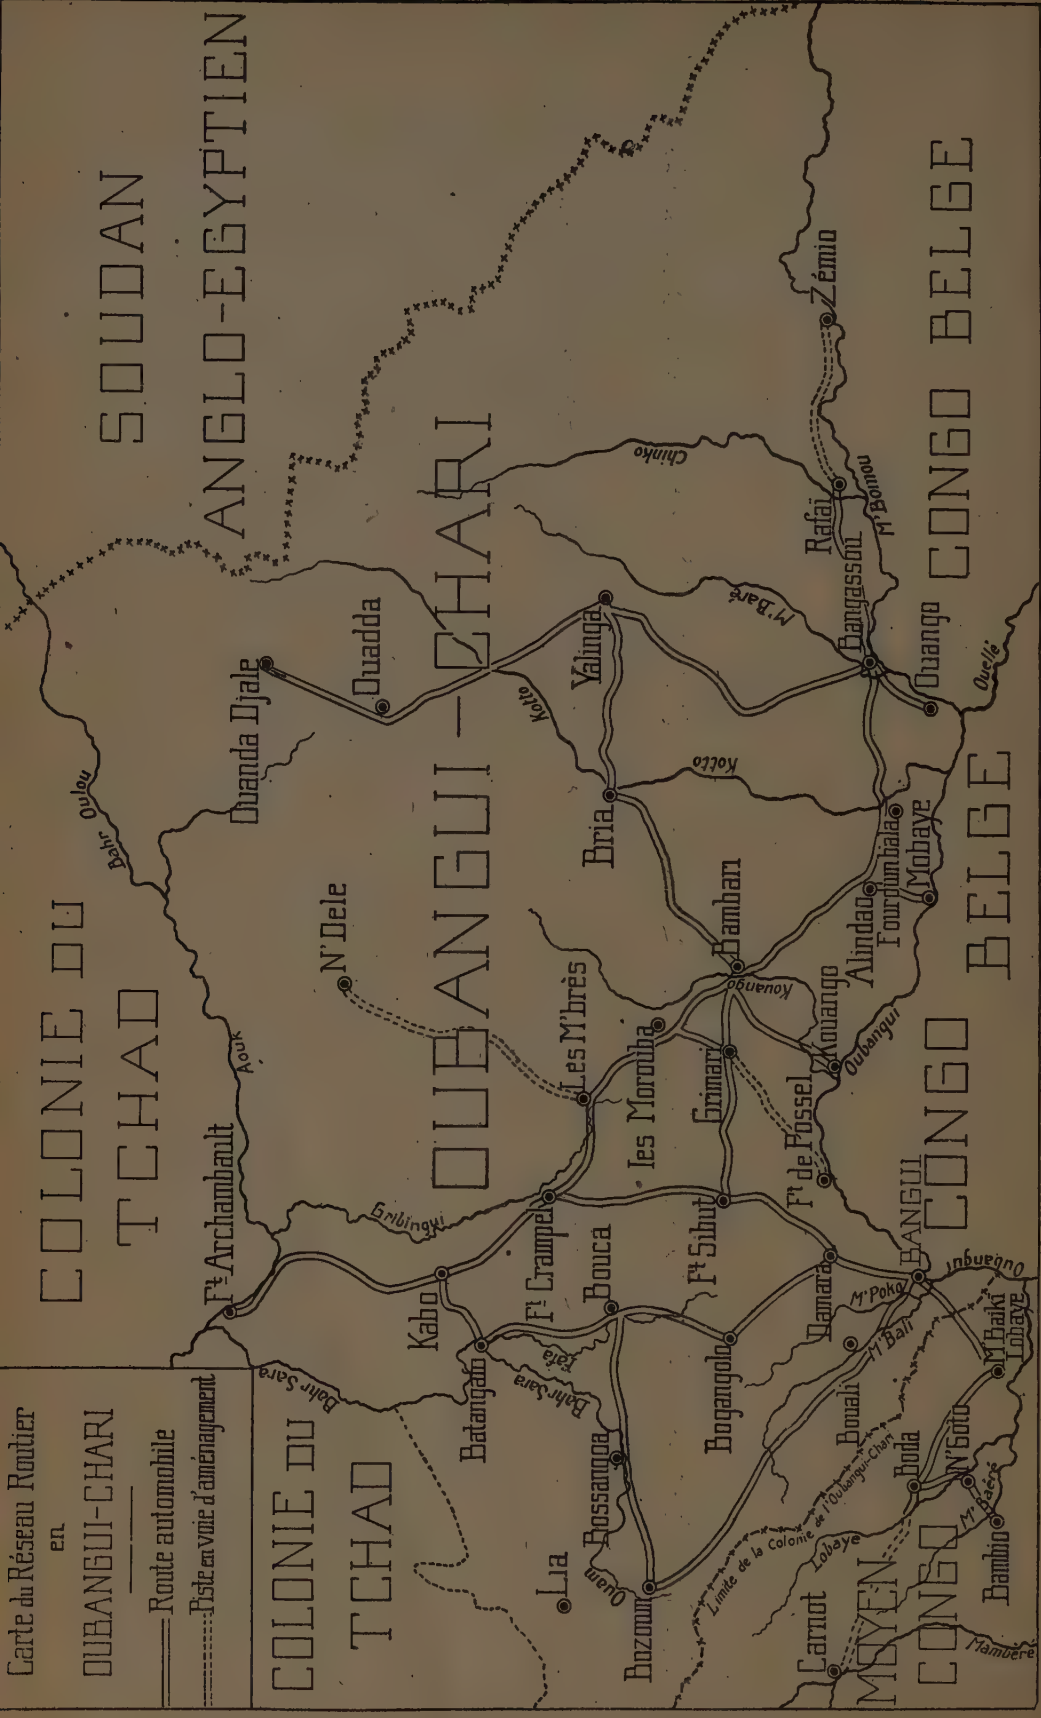 Carte du Réseau Routier
en
OUBANGUI-CHARI
Route automobile
Piste en voie d'aménagement
COLONIE DU
TCHAD
SOUDAN
ANGLO-EGYPTIEN
COLONIE DU
TCHAD
OUBANGUI-CHARI
MOYEN
CONGO
CONGO
BELGE
CONGO BELGE
Bahr Oulou
Aouk
Bahr Sara
Ft Archambault
Gribingui
N'Dele
Ouanda Djale
Ouadda
Kabo
Batangafo
Bahr Sara
Fafa
Ft Crampel
Bouca
Les M'brès
les Morouba
Bria
Kotto
Yalinga
Kotto
Chinko
M'Bari
Lia
Ouam
Bozoum
Bossangoa
Bogangolo
Ft Sibut
Grimari
Bambari
Kouango
Kouango
Ft de Possel
Oubangui
Alindao
Fouroumbala
Mobaye
Bangassou
Ouango
Ouellé
Rafaï
M'Bomou
Zémio
Damara
BANGUI
M'Poko
M'Bali
Bouali
Oubangui
M'Baïki
Lobaye
Boda
N'Goto
M'Baéré
Bambio
Lobaye
Limite de la Colonie de l'Oubangui-Chari
Carnot
Mambéré